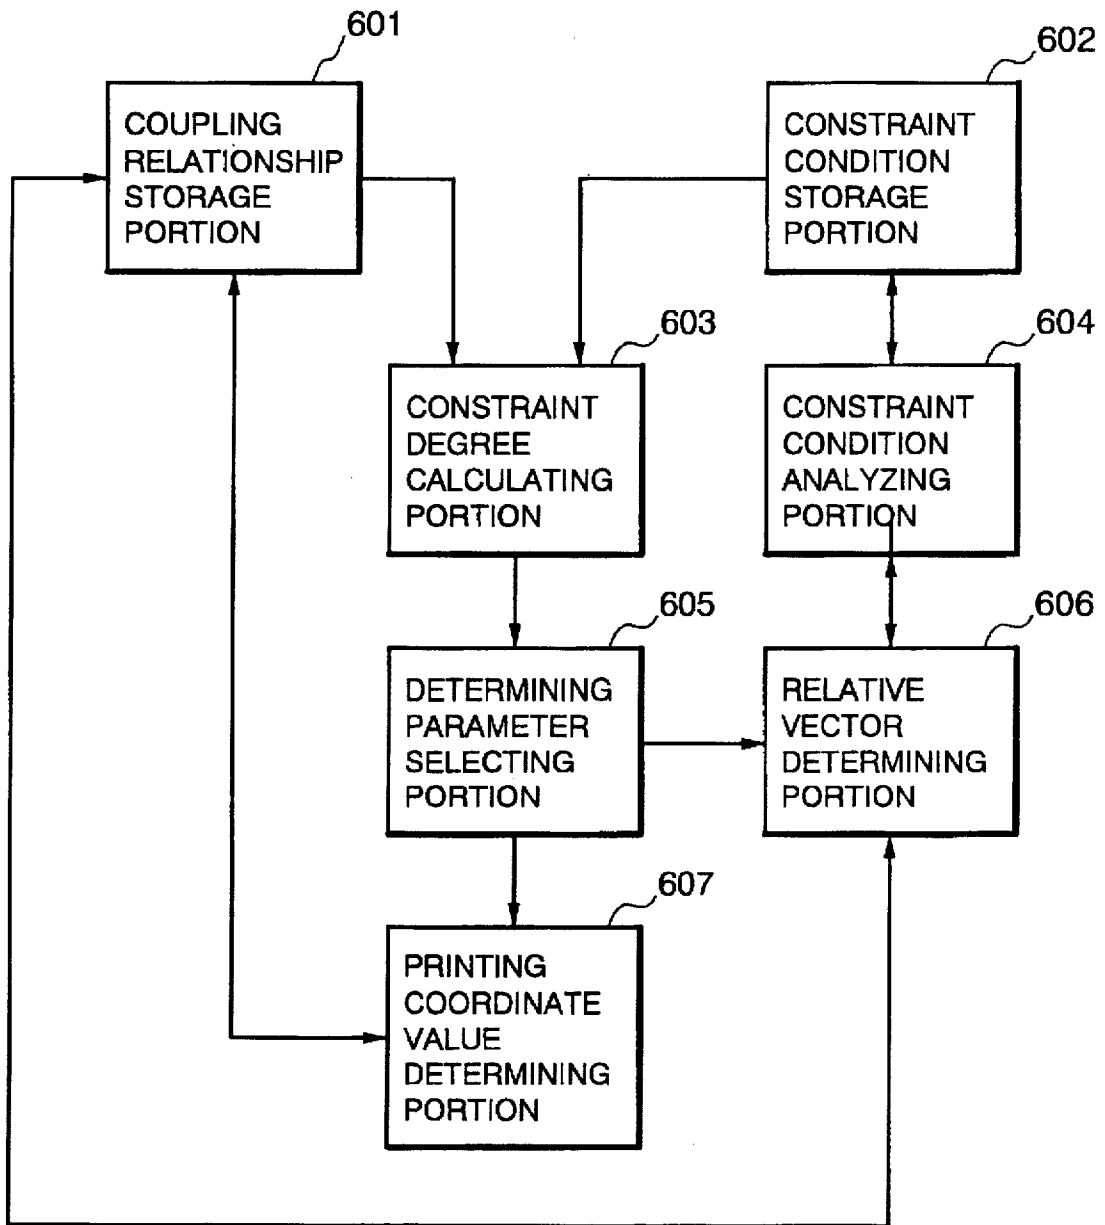 601
COUPLING
RELATIONSHIP
STORAGE
PORTION
602
CONSTRAINT
CONDITION
STORAGE
PORTION
603
CONSTRAINT
DEGREE
CALCULATING
PORTION
604
CONSTRAINT
CONDITION
ANALYZING
PORTION
605
DETERMINING
PARAMETER
SELECTING
PORTION
606
RELATIVE
VECTOR
DETERMINING
PORTION
607
PRINTING
COORDINATE
VALUE
DETERMINING
PORTION